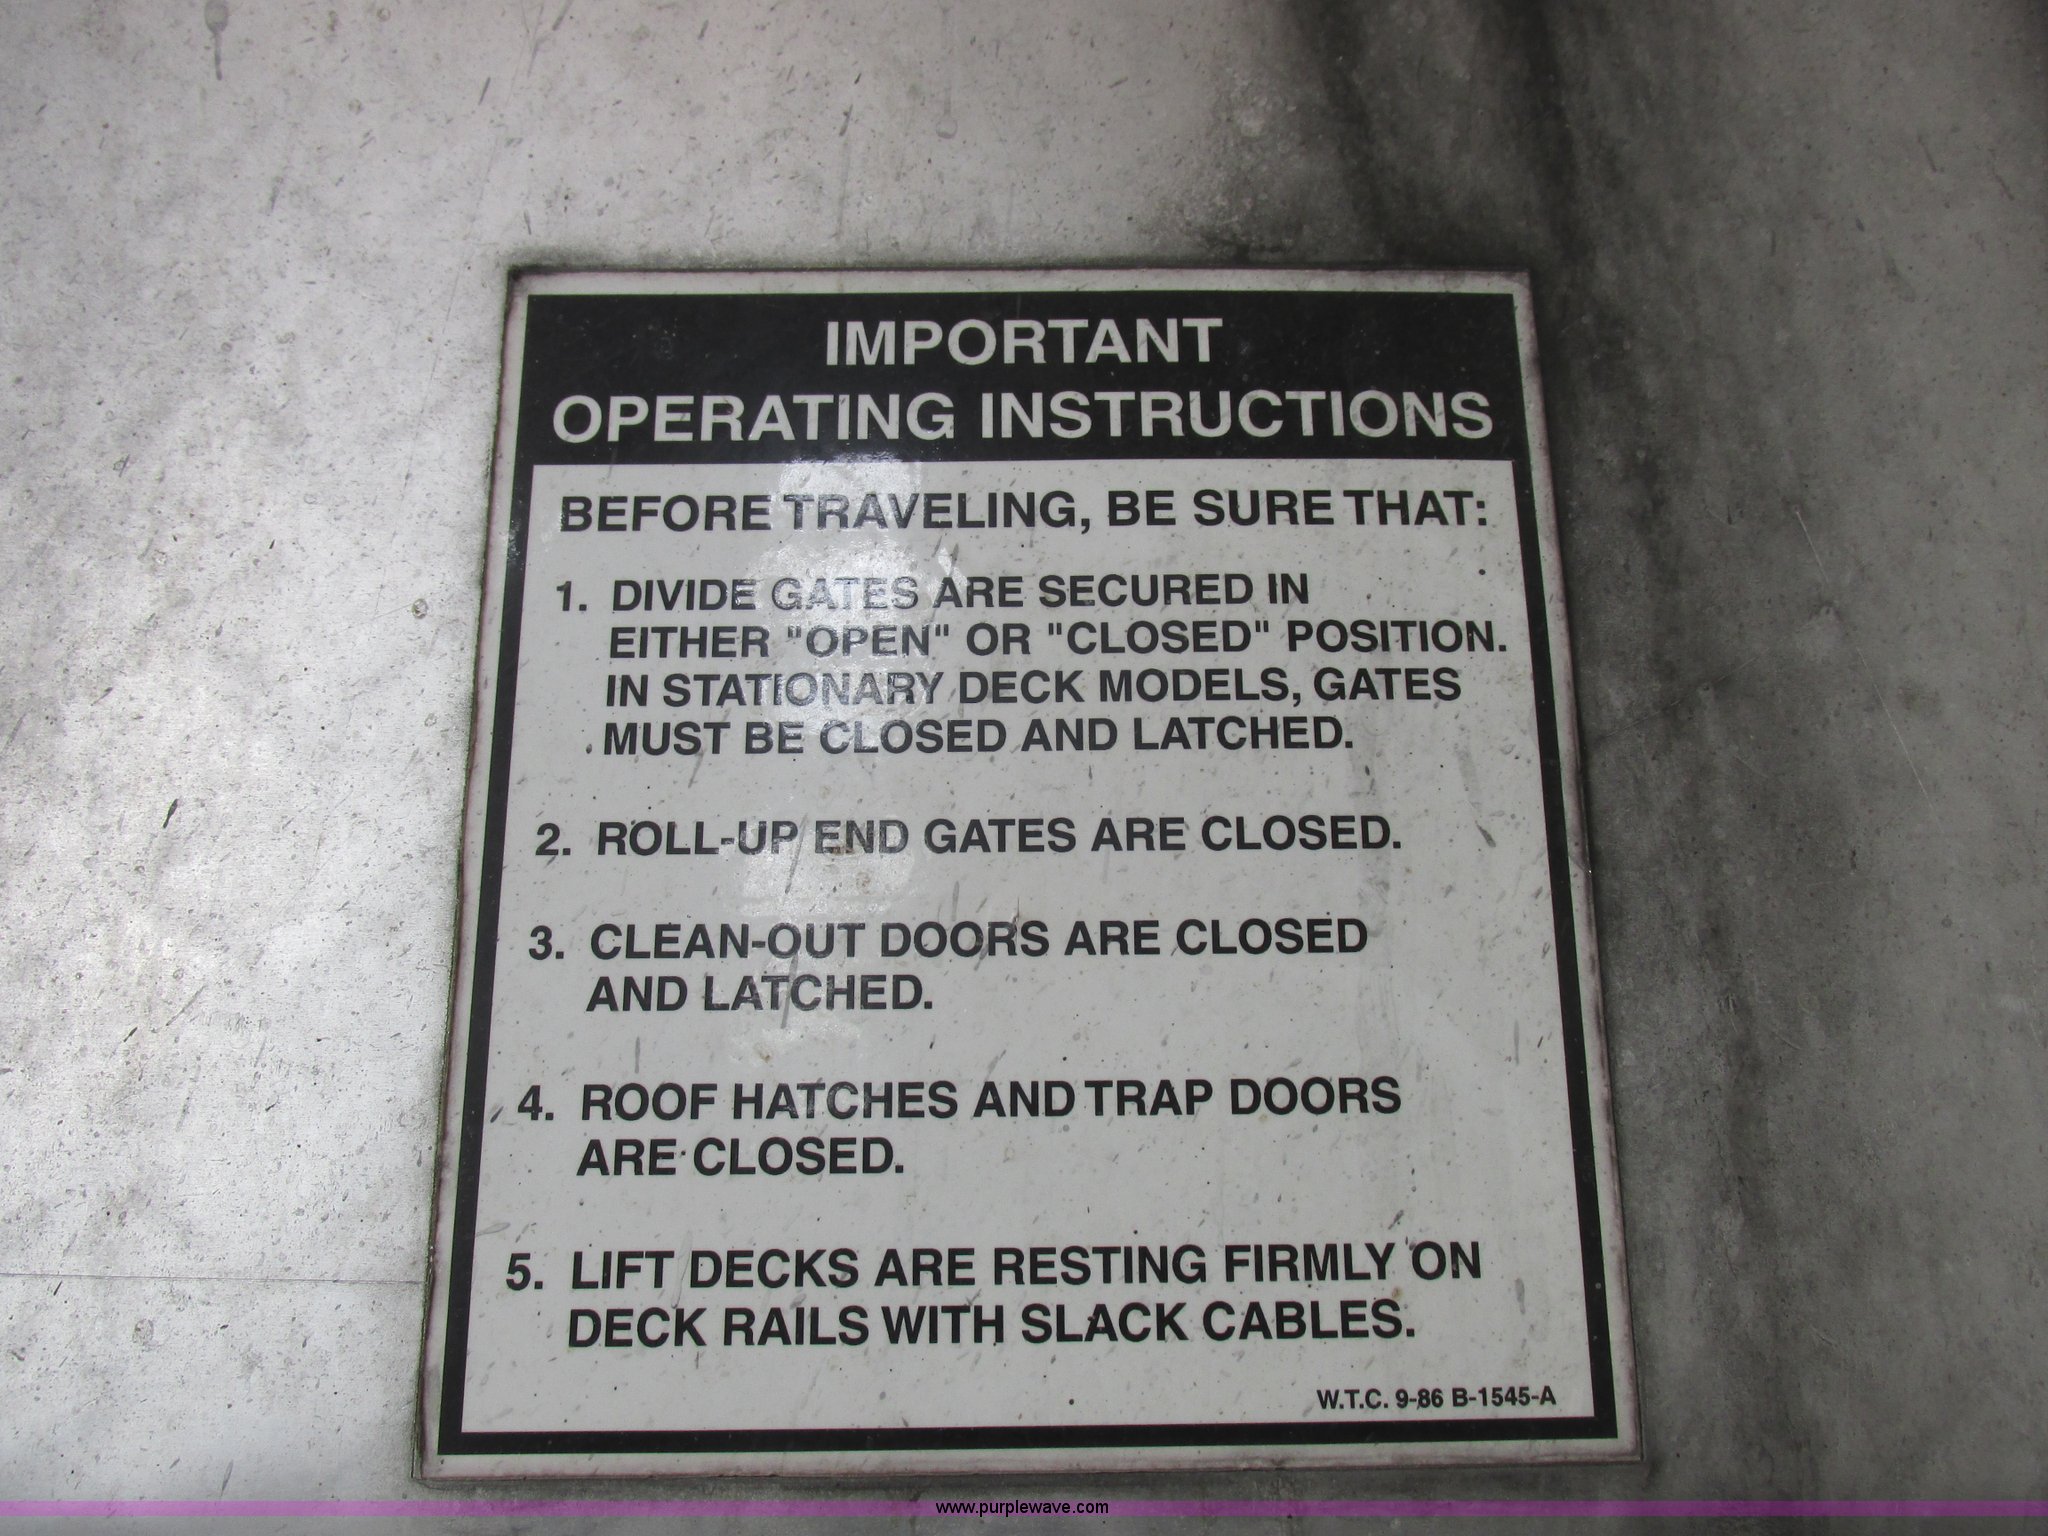 IMPORTANT
OPERATING INSTRUCTIONS
BEFORE TRAVELING, BE SURE THAT:
1. DIVIDE GATES ARE SECURED IN
EITHER "OPEN" OR "CLOSED" POSITION.
IN STATIONARY DECK MODELS, GATES
MUST BE CLOSED AND LATCHED.
2. ROLL-UP END GATES ARE CLOSED.
3. CLEAN-OUT DOORS ARE CLOSED
AND LATCHED.
4. ROOF HATCHES AND TRAP DOORS
ARE CLOSED.
5. LIFT DECKS ARE RESTING FIRMLY ON
DECK RAILS WITH SLACK CABLES.
W.T.C. 9-86 B-1545-A
www.purplewave.com